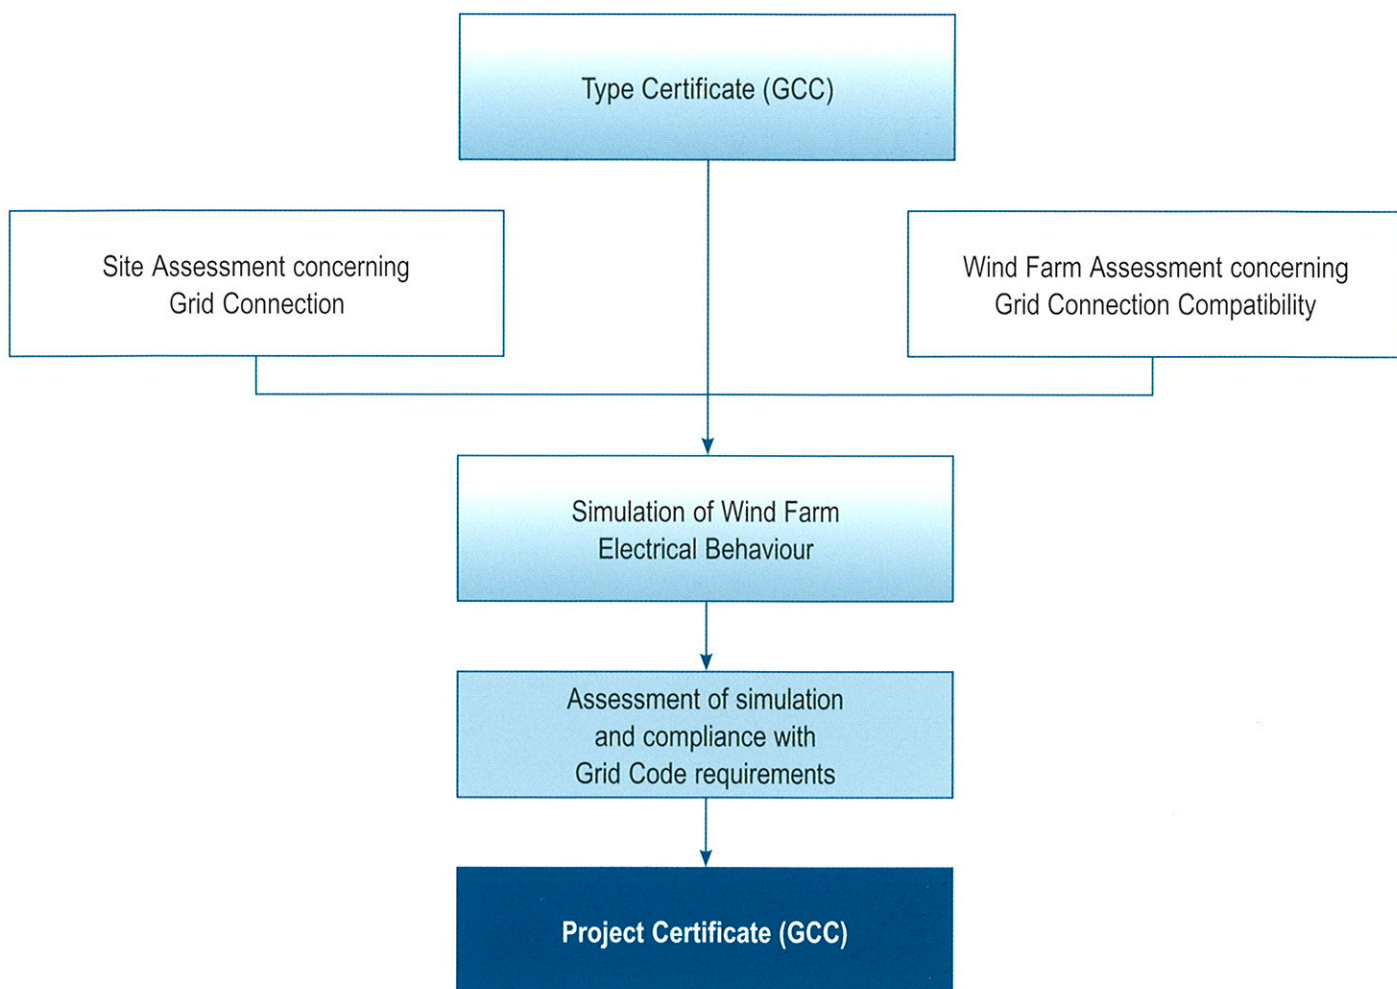 Type Certificate (GCC)
Site Assessment concerning
Grid Connection
Wind Farm Assessment concerning
Grid Connection Compatibility
Simulation of Wind Farm
Electrical Behaviour
Assessment of simulation
and compliance with
Grid Code requirements
Project Certificate (GCC)